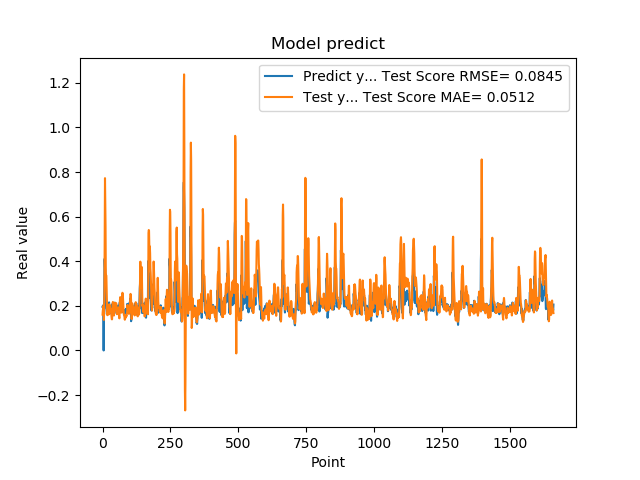 Model predict
Predict y... Test Score RMSE= 0.0845
Test y... Test Score MAE= 0.0512
Real value
1.2
1.0
0.8
0.6
0.4
0.2
0.0
−0.2
0 250 500 750 1000 1250 1500
Point